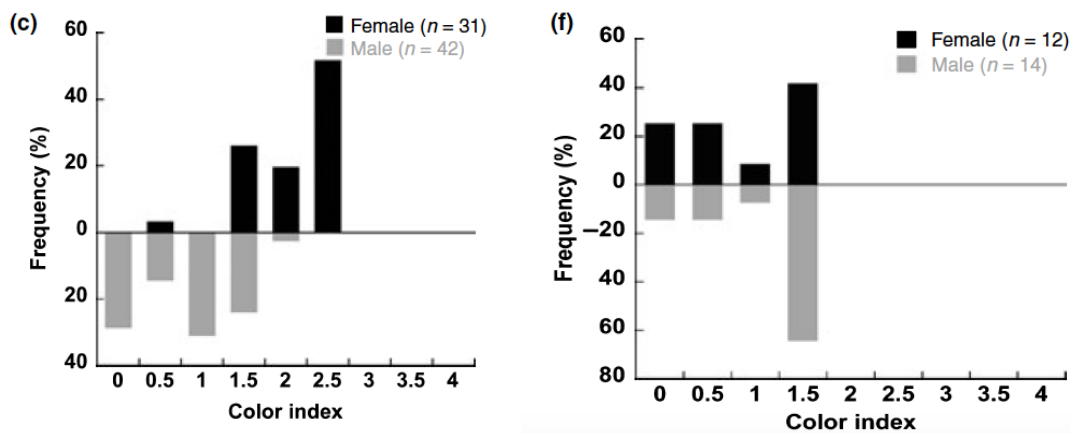 (c)
Female (n = 31)
Male (n = 42)
60
40
20
0
20
40
Frequency (%)
0 0.5 1 1.5 2 2.5 3 3.5 4
Color index
(f)
Female (n = 12)
Male (n = 14)
60
40
20
0
−20
40
60
80
Frequency (%)
0 0.5 1 1.5 2 2.5 3 3.5 4
Color index